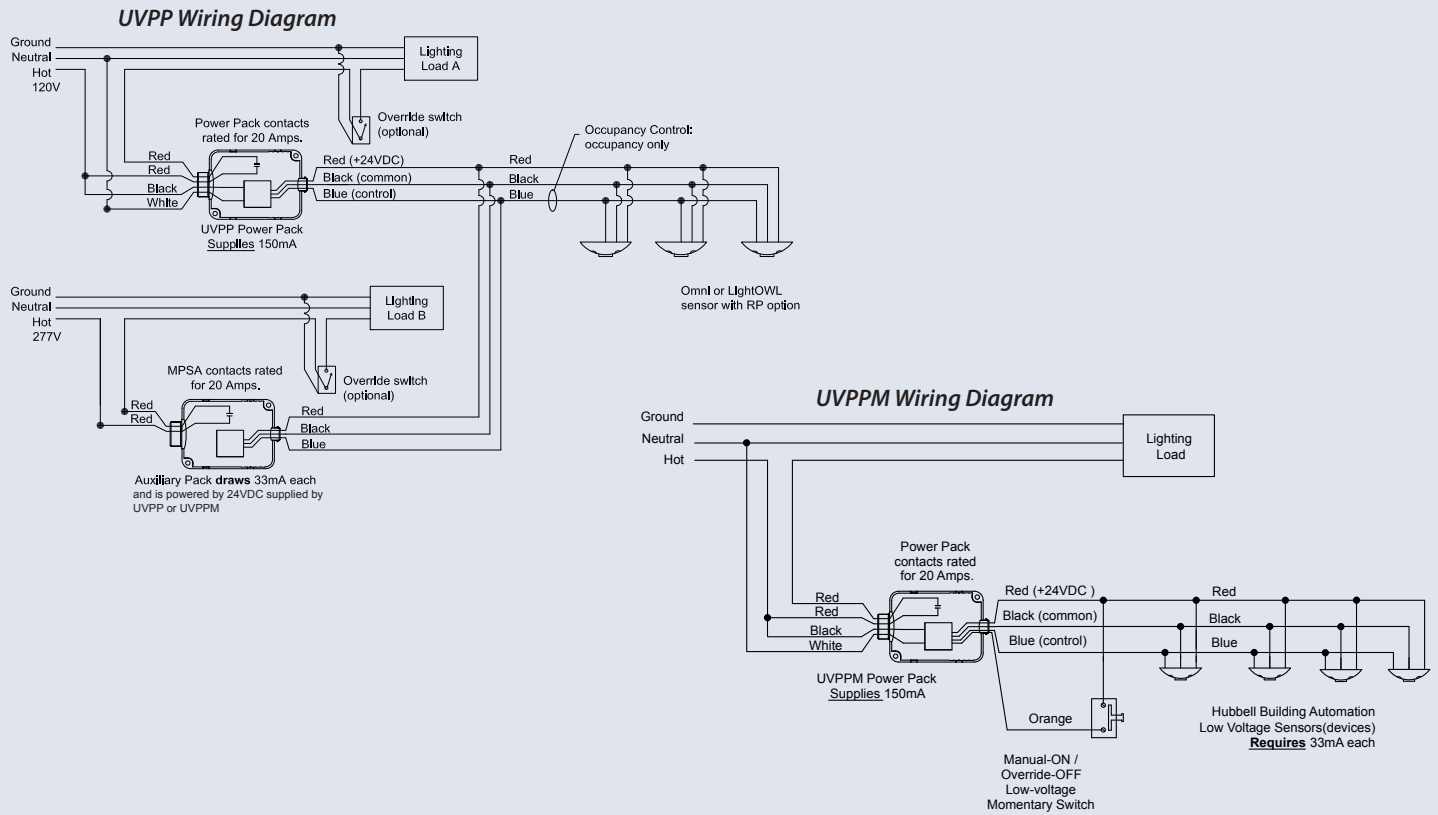 UVPP Wiring Diagram
Ground
Neutral
Hot
120V
Lighting
Load A
Override switch
(optional)
Power Pack contacts
rated for 20 Amps.
Occupancy Control:
occupancy only
Red
Red
Black
White
Red (+24VDC)
Black (common)
Blue (control)
Red
Black
Blue
UVPP Power Pack
Supplies 150mA
Omni or LightOWL
sensor with RP option
Ground
Neutral
Hot
277V
Lighting
Load B
Override switch
(optional)
MPSA contacts rated
for 20 Amps.
Red
Red
Red
Black
Blue
Auxiliary Pack draws 33mA each
and is powered by 24VDC supplied by
UVPP or UVPPM
UVPPM Wiring Diagram
Ground
Neutral
Hot
Lighting
Load
Power Pack
contacts rated
for 20 Amps.
Red
Red
Black
White
Red (+24VDC )
Black (common)
Blue (control)
Red
Black
Blue
UVPPM Power Pack
Supplies 150mA
Orange
Manual-ON /
Override-OFF
Low-voltage
Momentary Switch
Hubbell Building Automation
Low Voltage Sensors(devices)
Requires 33mA each